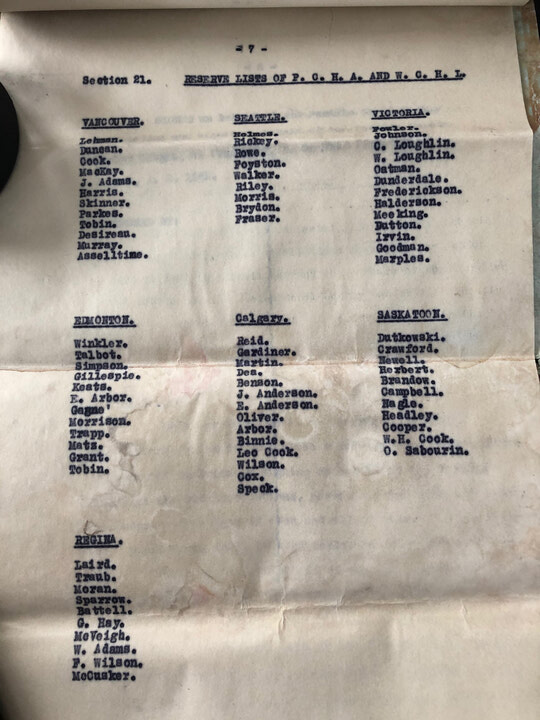 - 7 -
Section 21. RESERVE LISTS OF P. C. H. A. AND W. C. H. L.
VANCOUVER.
Lehman.
Duncan.
Cook.
MacKay.
J. Adams.
Harris.
Skinner.
Parkes.
Tobin.
Desireau.
Murray.
Asseltine.
SEATTLE.
Holmes.
Rickey.
Rowe.
Foyston.
Walker.
Riley.
Morris.
Brydon.
Fraser.
VICTORIA.
Fowler.
Johnson.
C. Loughlin.
W. Loughlin.
Oatman.
Dunderdale.
Frederickson.
Halderson.
Meeking.
Dutton.
Irvin.
Goodman.
Marples.
EDMONTON.
Winkler.
Talbot.
Simpson.
Gillespie.
Keats.
E. Arbor.
Gagne'
Morrison.
Trapp.
Matz.
Grant.
Tobin.
Calgary.
Reid.
Gardiner.
Martin.
Dea.
Benson.
J. Anderson.
E. Anderson.
Oliver.
Arbor.
Binnie.
Leo Cook.
Wilson.
Cox.
Speck.
SASKATOON.
Dutkowski.
Crawford.
Newell.
Herbert.
Brandow.
Campbell.
Nagle.
Headley.
Cooper.
W.H. Cook.
O. Sabourin.
REGINA.
Laird.
Traub.
Moran.
Sparrow.
Battell.
G. Hay.
McVeigh.
W. Adams.
F. Wilson.
McCusker.